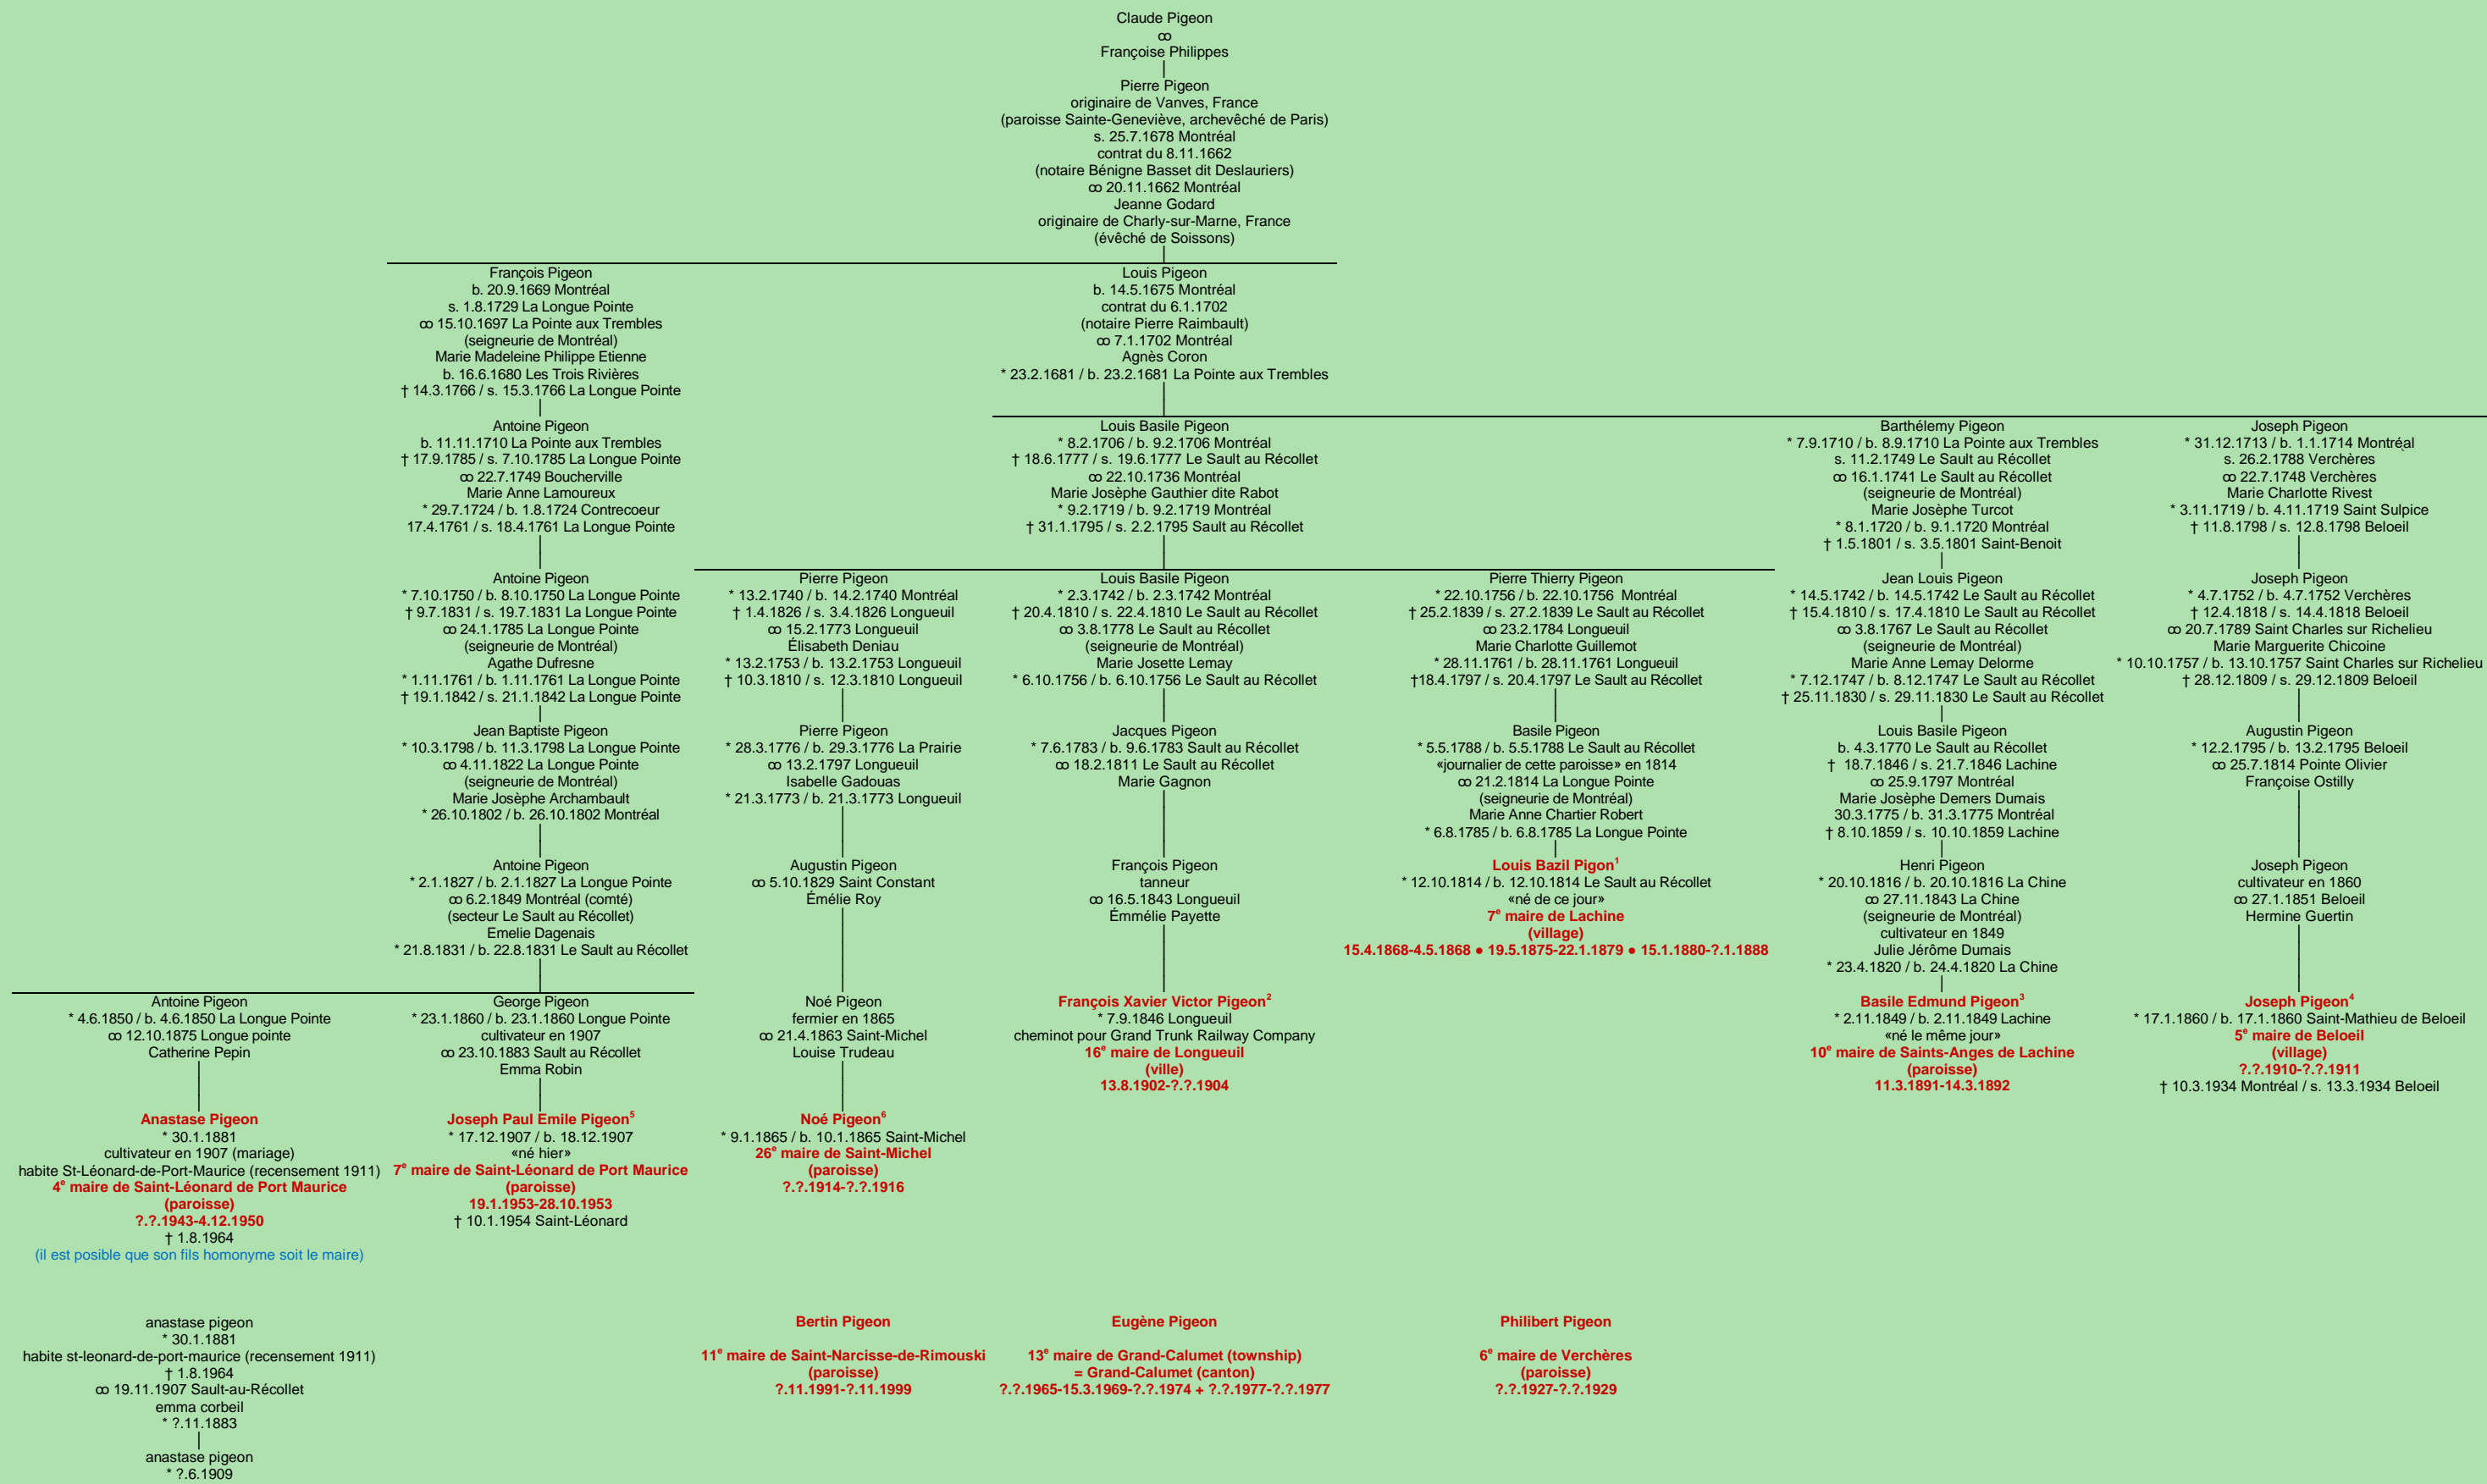 Claude Pigeon
ꝏ
Françoise Philippes
Pierre Pigeon
originaire de Vanves, France
(paroisse Sainte-Geneviève, archevêché de Paris)
s. 25.7.1678 Montréal
contrat du 8.11.1662
(notaire Bénigne Basset dit Deslauriers)
ꝏ 20.11.1662 Montréal
Jeanne Godard
originaire de Charly-sur-Marne, France
(évêché de Soissons)
François Pigeon
b. 20.9.1669 Montréal
s. 1.8.1729 La Longue Pointe
ꝏ 15.10.1697 La Pointe aux Trembles
(seigneurie de Montréal)
Marie Madeleine Philippe Etienne
b. 16.6.1680 Les Trois Rivières
† 14.3.1766 / s. 15.3.1766 La Longue Pointe
Louis Pigeon
b. 14.5.1675 Montréal
contrat du 6.1.1702
(notaire Pierre Raimbault)
ꝏ 7.1.1702 Montréal
Agnès Coron
* 23.2.1681 / b. 23.2.1681 La Pointe aux Trembles
Antoine Pigeon
b. 11.11.1710 La Pointe aux Trembles
† 17.9.1785 / s. 7.10.1785 La Longue Pointe
ꝏ 22.7.1749 Boucherville
Marie Anne Lamoureux
* 29.7.1724 / b. 1.8.1724 Contrecoeur
17.4.1761 / s. 18.4.1761 La Longue Pointe
Louis Basile Pigeon
* 8.2.1706 / b. 9.2.1706 Montréal
† 18.6.1777 / s. 19.6.1777 Le Sault au Récollet
ꝏ 22.10.1736 Montréal
Marie Josèphe Gauthier dite Rabot
* 9.2.1719 / b. 9.2.1719 Montréal
† 31.1.1795 / s. 2.2.1795 Sault au Récollet
Barthélemy Pigeon
* 7.9.1710 / b. 8.9.1710 La Pointe aux Trembles
s. 11.2.1749 Le Sault au Récollet
ꝏ 16.1.1741 Le Sault au Récollet
(seigneurie de Montréal)
Marie Josèphe Turcot
* 8.1.1720 / b. 9.1.1720 Montréal
† 1.5.1801 / s. 3.5.1801 Saint-Benoit
Joseph Pigeon
* 31.12.1713 / b. 1.1.1714 Montréal
s. 26.2.1788 Verchères
ꝏ 22.7.1748 Verchères
Marie Charlotte Rivest
* 3.11.1719 / b. 4.11.1719 Saint Sulpice
† 11.8.1798 / s. 12.8.1798 Beloeil
Antoine Pigeon
* 7.10.1750 / b. 8.10.1750 La Longue Pointe
† 9.7.1831 / s. 19.7.1831 La Longue Pointe
ꝏ 24.1.1785 La Longue Pointe
(seigneurie de Montréal)
Agathe Dufresne
* 1.11.1761 / b. 1.11.1761 La Longue Pointe
† 19.1.1842 / s. 21.1.1842 La Longue Pointe
Pierre Pigeon
* 13.2.1740 / b. 14.2.1740 Montréal
† 1.4.1826 / s. 3.4.1826 Longueuil
ꝏ 15.2.1773 Longueuil
Élisabeth Deniau
* 13.2.1753 / b. 13.2.1753 Longueuil
† 10.3.1810 / s. 12.3.1810 Longueuil
Louis Basile Pigeon
* 2.3.1742 / b. 2.3.1742 Montréal
† 20.4.1810 / s. 22.4.1810 Le Sault au Récollet
ꝏ 3.8.1778 Le Sault au Récollet
(seigneurie de Montréal)
Marie Josette Lemay
* 6.10.1756 / b. 6.10.1756 Le Sault au Récollet
Pierre Thierry Pigeon
* 22.10.1756 / b. 22.10.1756 Montréal
† 25.2.1839 / s. 27.2.1839 Le Sault au Récollet
ꝏ 23.2.1784 Longueuil
Marie Charlotte Guillemot
* 28.11.1761 / b. 28.11.1761 Longueuil
†18.4.1797 / s. 20.4.1797 Le Sault au Récollet
Jean Louis Pigeon
* 14.5.1742 / b. 14.5.1742 Le Sault au Récollet
† 15.4.1810 / s. 17.4.1810 Le Sault au Récollet
ꝏ 3.8.1767 Le Sault au Récollet
(seigneurie de Montréal)
Marie Anne Lemay Delorme
* 7.12.1747 / b. 8.12.1747 Le Sault au Récollet
† 25.11.1830 / s. 29.11.1830 Le Sault au Récollet
Joseph Pigeon
* 4.7.1752 / b. 4.7.1752 Verchères
† 12.4.1818 / s. 14.4.1818 Beloeil
ꝏ 20.7.1789 Saint Charles sur Richelieu
Marie Marguerite Chicoine
* 10.10.1757 / b. 13.10.1757 Saint Charles sur Richelieu
† 28.12.1809 / s. 29.12.1809 Beloeil
Jean Baptiste Pigeon
* 10.3.1798 / b. 11.3.1798 La Longue Pointe
ꝏ 4.11.1822 La Longue Pointe
(seigneurie de Montréal)
Marie Josèphe Archambault
* 26.10.1802 / b. 26.10.1802 Montréal
Pierre Pigeon
* 28.3.1776 / b. 29.3.1776 La Prairie
ꝏ 13.2.1797 Longueuil
Isabelle Gadouas
* 21.3.1773 / b. 21.3.1773 Longueuil
Jacques Pigeon
* 7.6.1783 / b. 9.6.1783 Sault au Récollet
ꝏ 18.2.1811 Le Sault au Récollet
Marie Gagnon
Basile Pigeon
* 5.5.1788 / b. 5.5.1788 Le Sault au Récollet
«journalier de cette paroisse» en 1814
ꝏ 21.2.1814 La Longue Pointe
(seigneurie de Montréal)
Marie Anne Chartier Robert
* 6.8.1785 / b. 6.8.1785 La Longue Pointe
Louis Basile Pigeon
b. 4.3.1770 Le Sault au Récollet
† 18.7.1846 / s. 21.7.1846 Lachine
ꝏ 25.9.1797 Montréal
Marie Josèphe Demers Dumais
30.3.1775 / b. 31.3.1775 Montréal
† 8.10.1859 / s. 10.10.1859 Lachine
Augustin Pigeon
* 12.2.1795 / b. 13.2.1795 Beloeil
ꝏ 25.7.1814 Pointe Olivier
Françoise Ostilly
Antoine Pigeon
* 2.1.1827 / b. 2.1.1827 La Longue Pointe
ꝏ 6.2.1849 Montréal (comté)
(secteur Le Sault au Récollet)
Emelie Dagenais
* 21.8.1831 / b. 22.8.1831 Le Sault au Récollet
Augustin Pigeon
ꝏ 5.10.1829 Saint Constant
Émélie Roy
François Pigeon
tanneur
ꝏ 16.5.1843 Longueuil
Émmélie Payette
Louis Bazil Pigon¹
* 12.10.1814 / b. 12.10.1814 Le Sault au Récollet
«né de ce jour»
7ᵉ maire de Lachine
(village)
15.4.1868-4.5.1868 ● 19.5.1875-22.1.1879 ● 15.1.1880-?.1.1888
Henri Pigeon
* 20.10.1816 / b. 20.10.1816 La Chine
ꝏ 27.11.1843 La Chine
(seigneurie de Montréal)
cultivateur en 1849
Julie Jérôme Dumais
* 23.4.1820 / b. 24.4.1820 La Chine
Joseph Pigeon
cultivateur en 1860
ꝏ 27.1.1851 Beloeil
Hermine Guertin
Antoine Pigeon
* 4.6.1850 / b. 4.6.1850 La Longue Pointe
ꝏ 12.10.1875 Longue pointe
Catherine Pepin
George Pigeon
* 23.1.1860 / b. 23.1.1860 Longue Pointe
cultivateur en 1907
ꝏ 23.10.1883 Sault au Récollet
Emma Robin
Noé Pigeon
fermier en 1865
ꝏ 21.4.1863 Saint-Michel
Louise Trudeau
François Xavier Victor Pigeon²
* 7.9.1846 Longueuil
cheminot pour Grand Trunk Railway Company
16ᵉ maire de Longueuil
(ville)
13.8.1902-?.?.1904
Basile Edmund Pigeon³
* 2.11.1849 / b. 2.11.1849 Lachine
«né le même jour»
10ᵉ maire de Saints-Anges de Lachine
(paroisse)
11.3.1891-14.3.1892
Joseph Pigeon⁴
* 17.1.1860 / b. 17.1.1860 Saint-Mathieu de Beloeil
5ᵉ maire de Beloeil
(village)
?.?.1910-?.?.1911
† 10.3.1934 Montréal / s. 13.3.1934 Beloeil
Anastase Pigeon
* 30.1.1881
cultivateur en 1907 (mariage)
habite St-Léonard-de-Port-Maurice (recensement 1911)
4ᵉ maire de Saint-Léonard de Port Maurice
(paroisse)
?.?.1943-4.12.1950
† 1.8.1964
(il est posible que son fils homonyme soit le maire)
Joseph Paul Emile Pigeon⁵
* 17.12.1907 / b. 18.12.1907
«né hier»
7ᵉ maire de Saint-Léonard de Port Maurice
(paroisse)
19.1.1953-28.10.1953
† 10.1.1954 Saint-Léonard
Noé Pigeon⁶
* 9.1.1865 / b. 10.1.1865 Saint-Michel
26ᵉ maire de Saint-Michel
(paroisse)
?.?.1914-?.?.1916
anastase pigeon
* 30.1.1881
habite st-leonard-de-port-maurice (recensement 1911)
† 1.8.1964
ꝏ 19.11.1907 Sault-au-Récollet
emma corbeil
* ?.11.1883
anastase pigeon
* ?.6.1909
Bertin Pigeon
11ᵉ maire de Saint-Narcisse-de-Rimouski
(paroisse)
?.11.1991-?.11.1999
Eugène Pigeon
13ᵉ maire de Grand-Calumet (township)
= Grand-Calumet (canton)
?.?.1965-15.3.1969-?.?.1974 + ?.?.1977-?.?.1977
Philibert Pigeon
6ᵉ maire de Verchères
(paroisse)
?.?.1927-?.?.1929